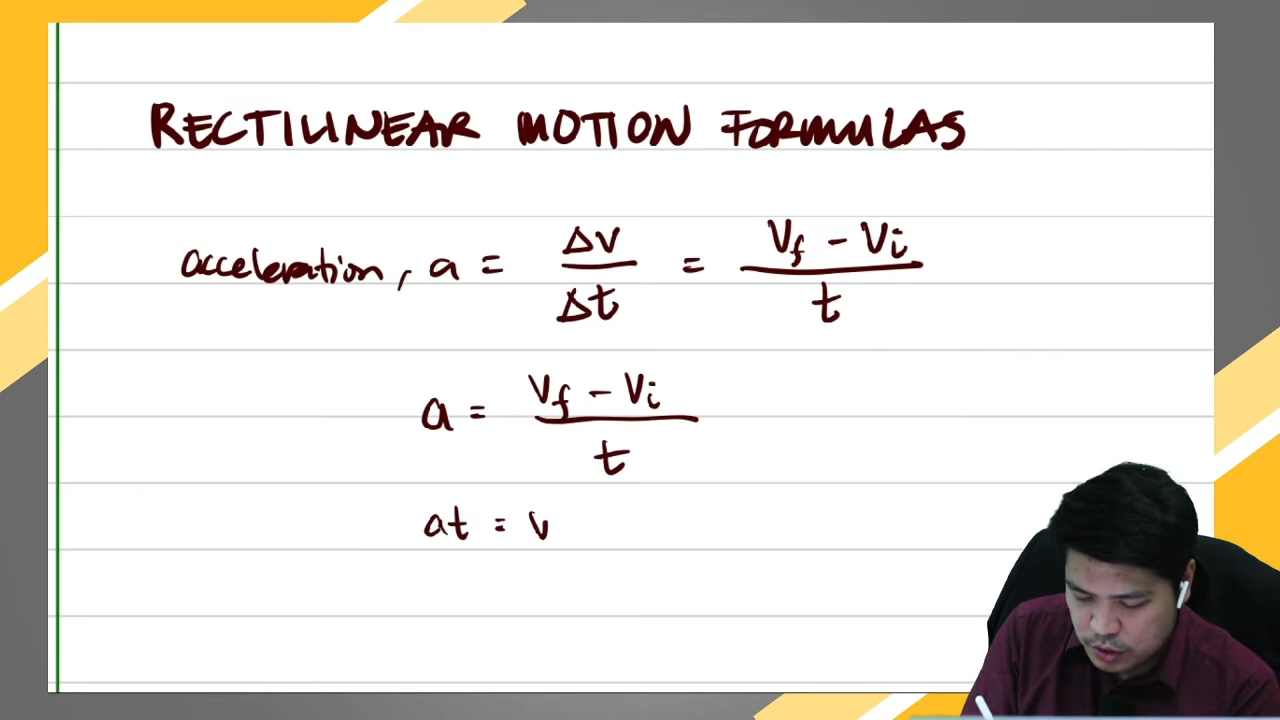 RECTILINEAR MOTION FORMULAS
acceleration, a = Δv / Δt = Vf - Vi / t
a = Vf - Vi / t
at = v